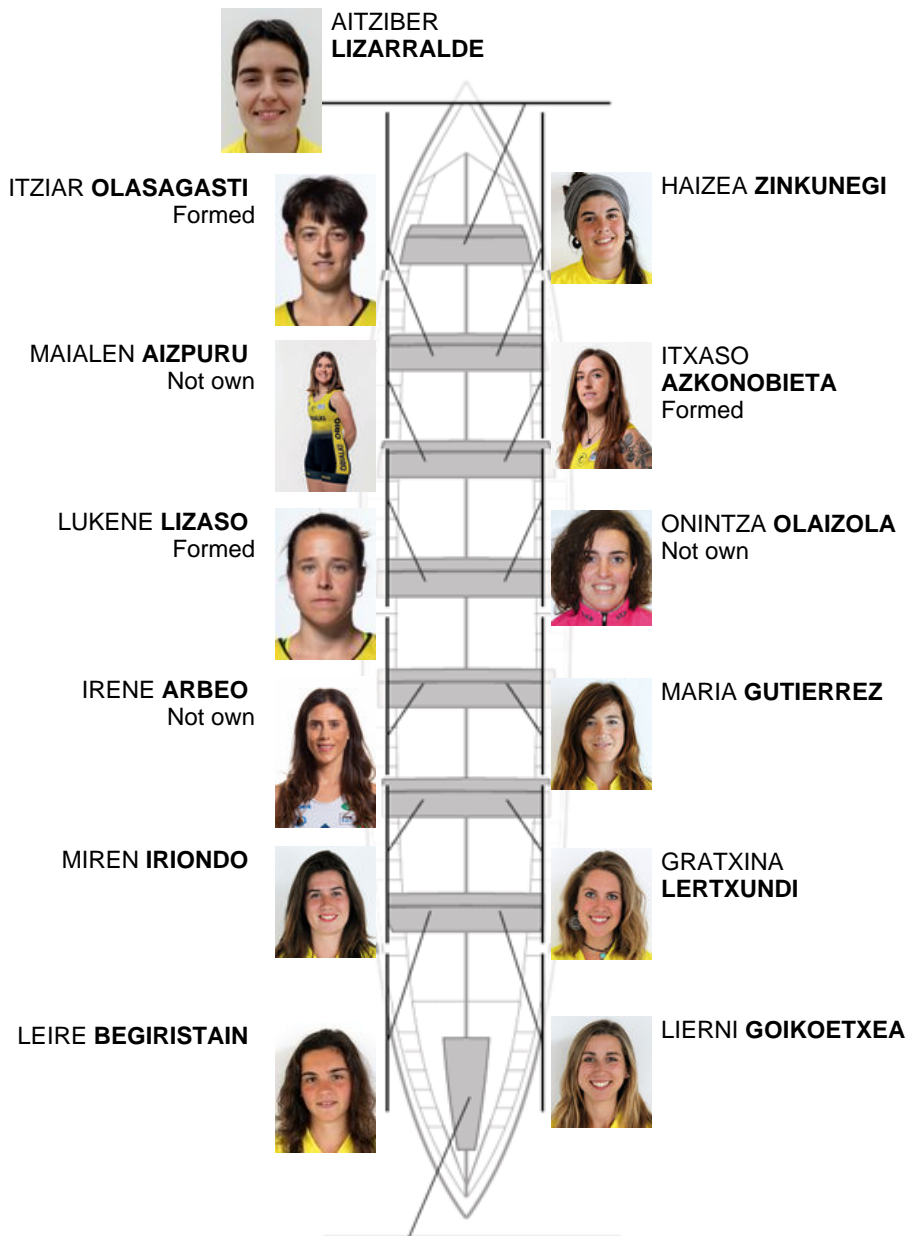 AITZIBER
LIZARRALDE
ITZIAR OLASAGASTI
Formed
HAIZEA ZINKUNEGI
MAIALEN AIZPURU
Not own
ITXASO
AZKONOBIETA
Formed
LUKENE LIZASO
Formed
ONINTZA OLAIZOLA
Not own
IRENE ARBEO
Not own
MARIA GUTIERREZ
MIREN IRIONDO
GRATXINA
LERTXUNDI
LEIRE BEGIRISTAIN
LIERNI GOIKOETXEA